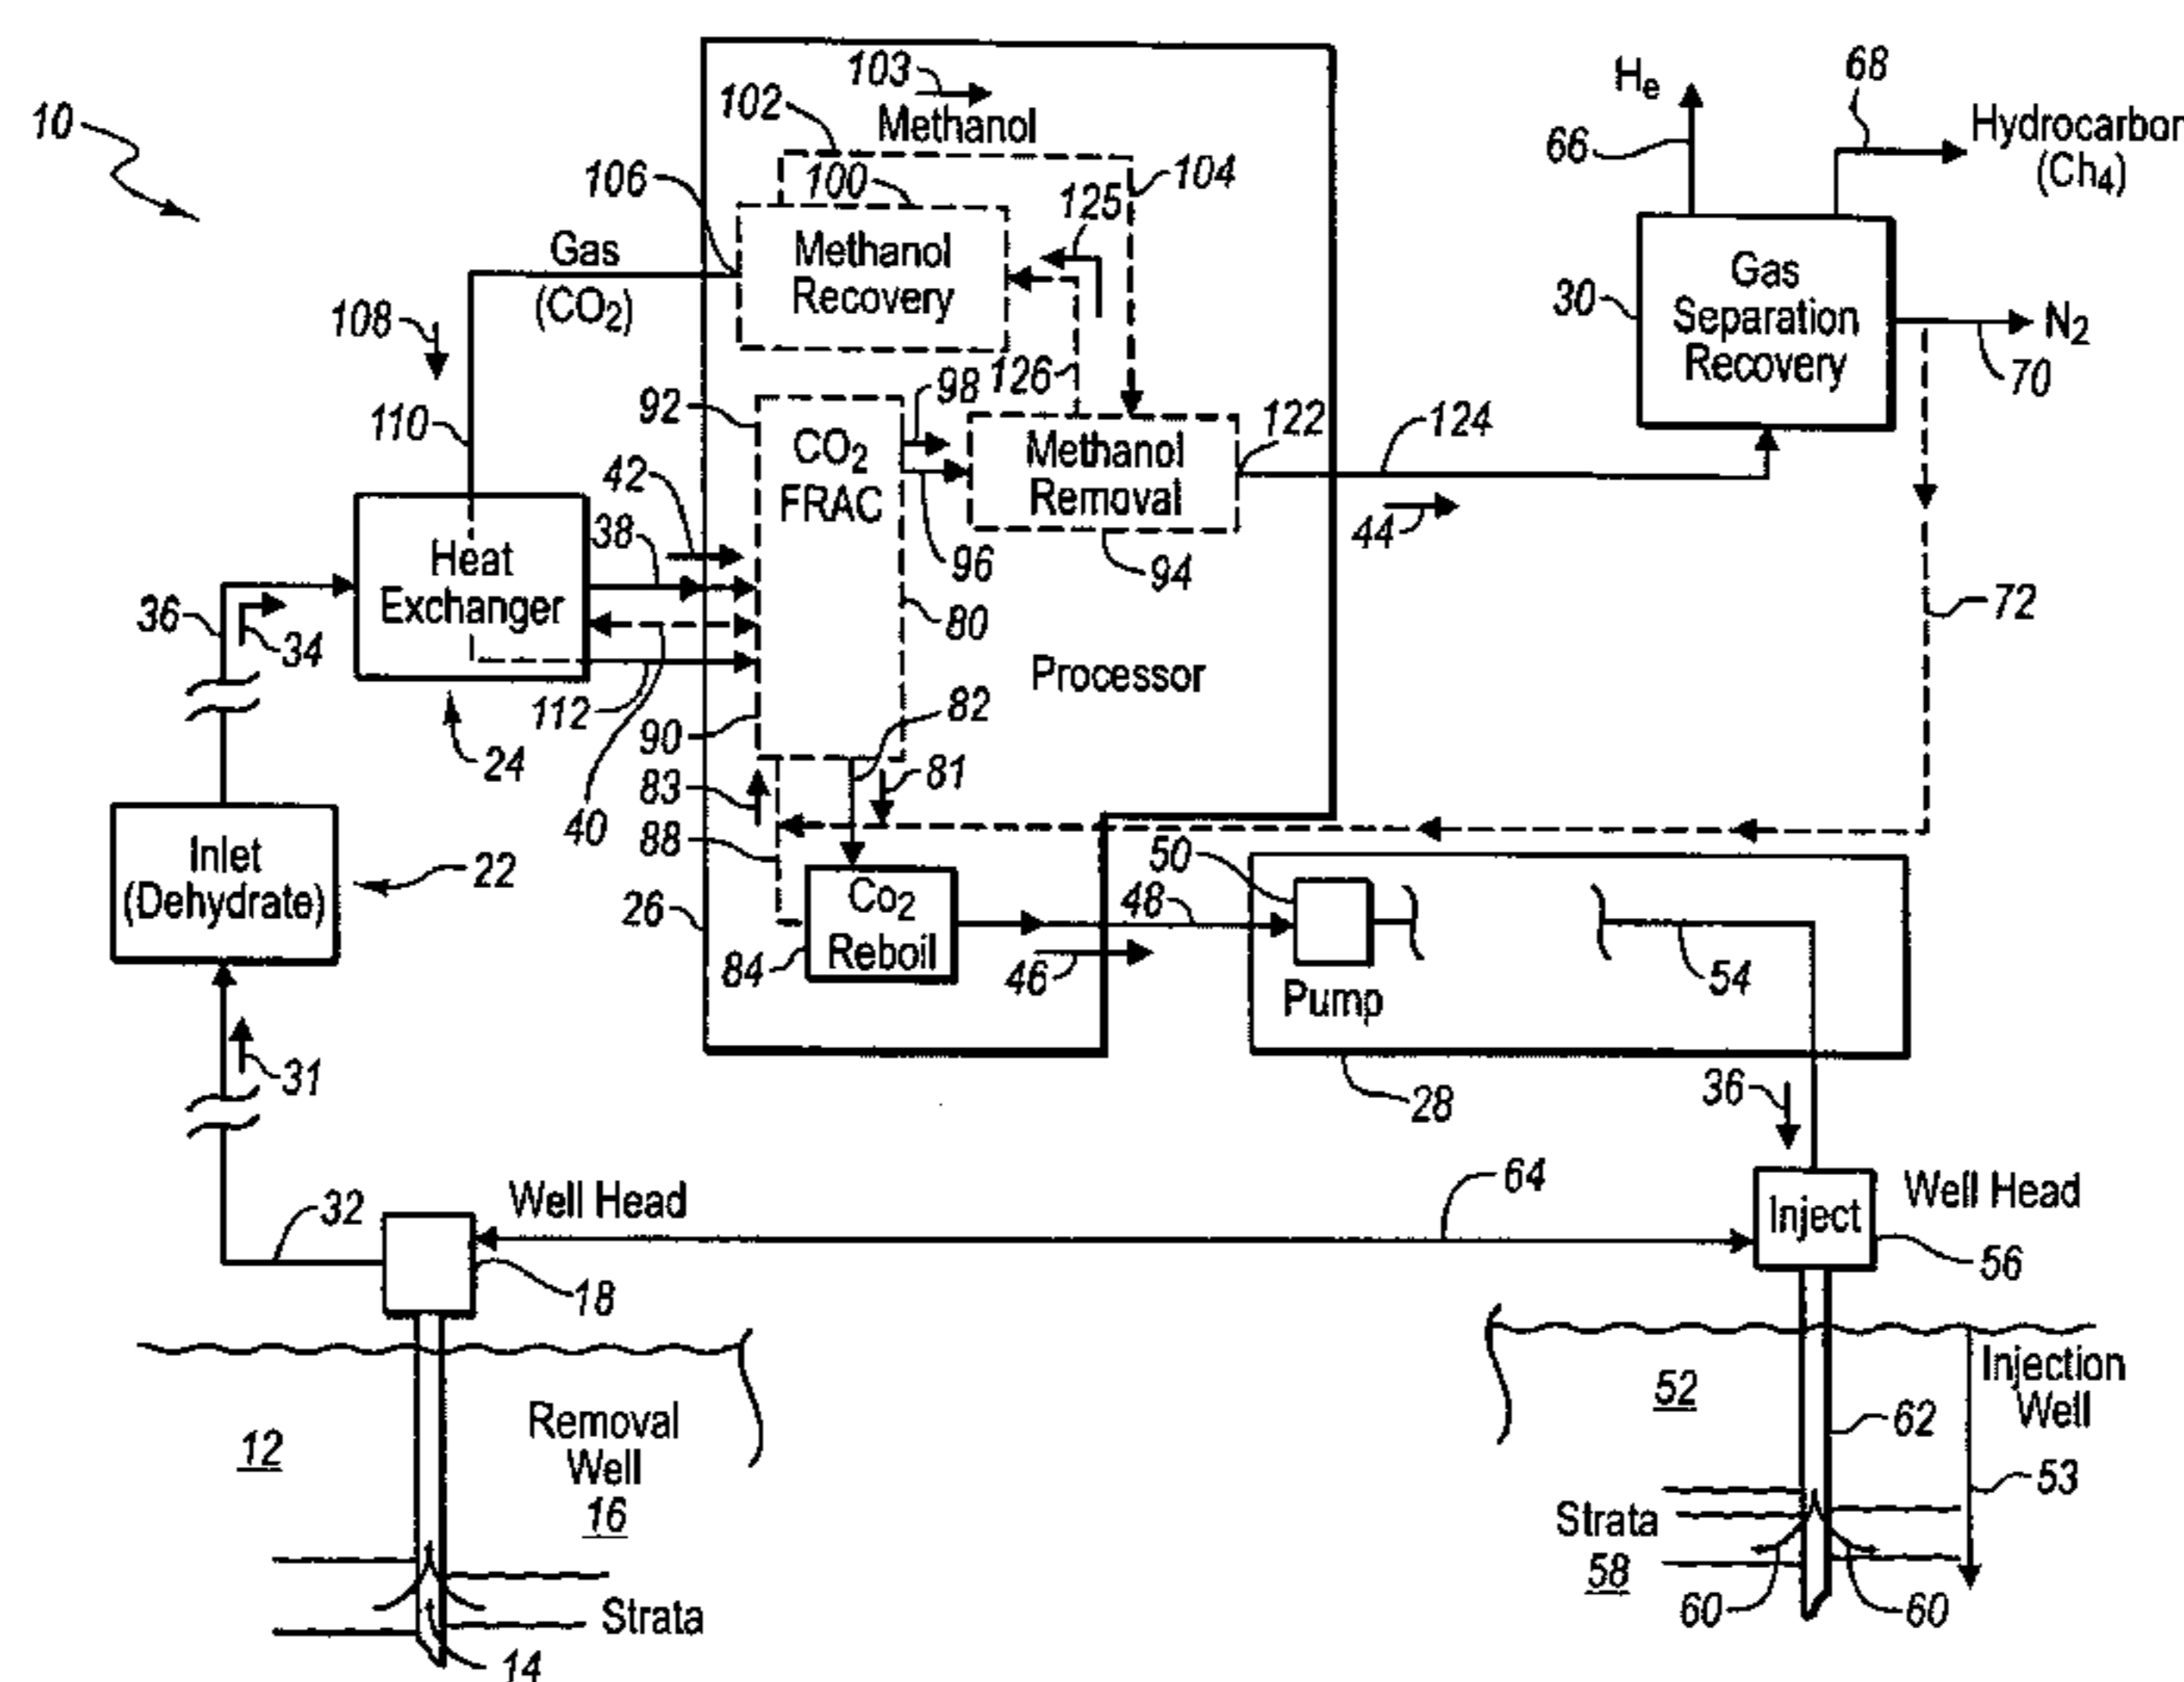 10
103
Methanol
102
100
104
106
125
Methanol
Recovery
Gas
(CO2)
108
110
126
92
CO2
FRAC
98
96
Methanol
Removal
94
122
124
44
42
38
Heat
Exchanger
36
34
24
112
40
80
90
82
Processor
83
81
88
26
84
Co2
Reboil
48
46
He
66
68
Hydrocarbon
(Ch4)
30
Gas
Separation
Recovery
N2
70
72
Inlet
(Dehydrate)
22
31
32
50
Pump
54
28
36
Well Head
64
Inject
Well Head
56
18
12
Removal
Well
16
Strata
14
52
Injection
Well
62
53
Strata
58
60
60